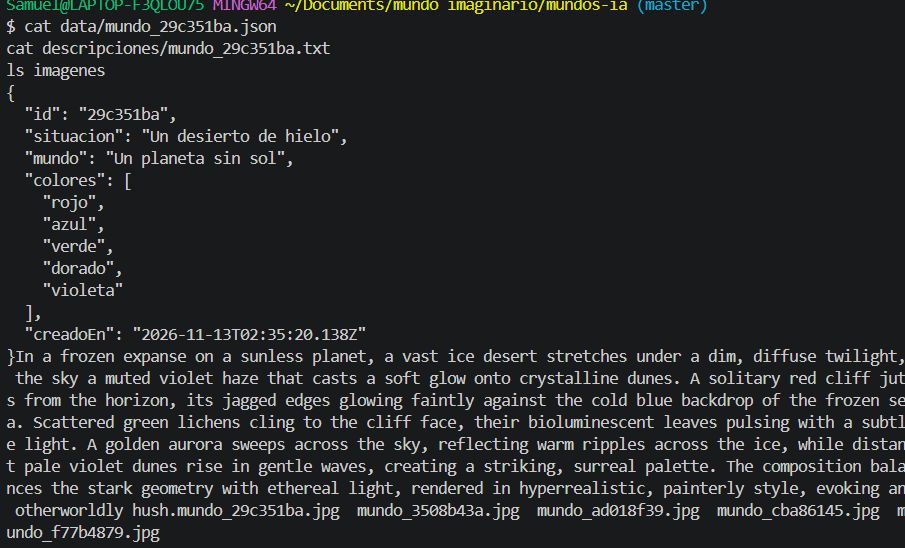 Samuel@LAPTOP-F3QLOU75 MINGW64 ~/Documents/mundo imaginario/mundos-ia (master)
$ cat data/mundo_29c351ba.json
cat descripciones/mundo_29c351ba.txt
ls imagenes
{
  "id": "29c351ba",
  "situacion": "Un desierto de hielo",
  "mundo": "Un planeta sin sol",
  "colores": [
    "rojo",
    "azul",
    "verde",
    "dorado",
    "violeta"
  ],
  "creadoEn": "2026-11-13T02:35:20.138Z"
}In a frozen expanse on a sunless planet, a vast ice desert stretches under a dim, diffuse twilight,
 the sky a muted violet haze that casts a soft glow onto crystalline dunes. A solitary red cliff jut
s from the horizon, its jagged edges glowing faintly against the cold blue backdrop of the frozen se
a. Scattered green lichens cling to the cliff face, their bioluminescent leaves pulsing with a subtl
e light. A golden aurora sweeps across the sky, reflecting warm ripples across the ice, while distan
t pale violet dunes rise in gentle waves, creating a striking, surreal palette. The composition bala
nces the stark geometry with ethereal light, rendered in hyperrealistic, painterly style, evoking an
 otherworldly hush.mundo_29c351ba.jpg  mundo_3508b43a.jpg  mundo_ad018f39.jpg  mundo_cba86145.jpg  m
undo_f77b4879.jpg